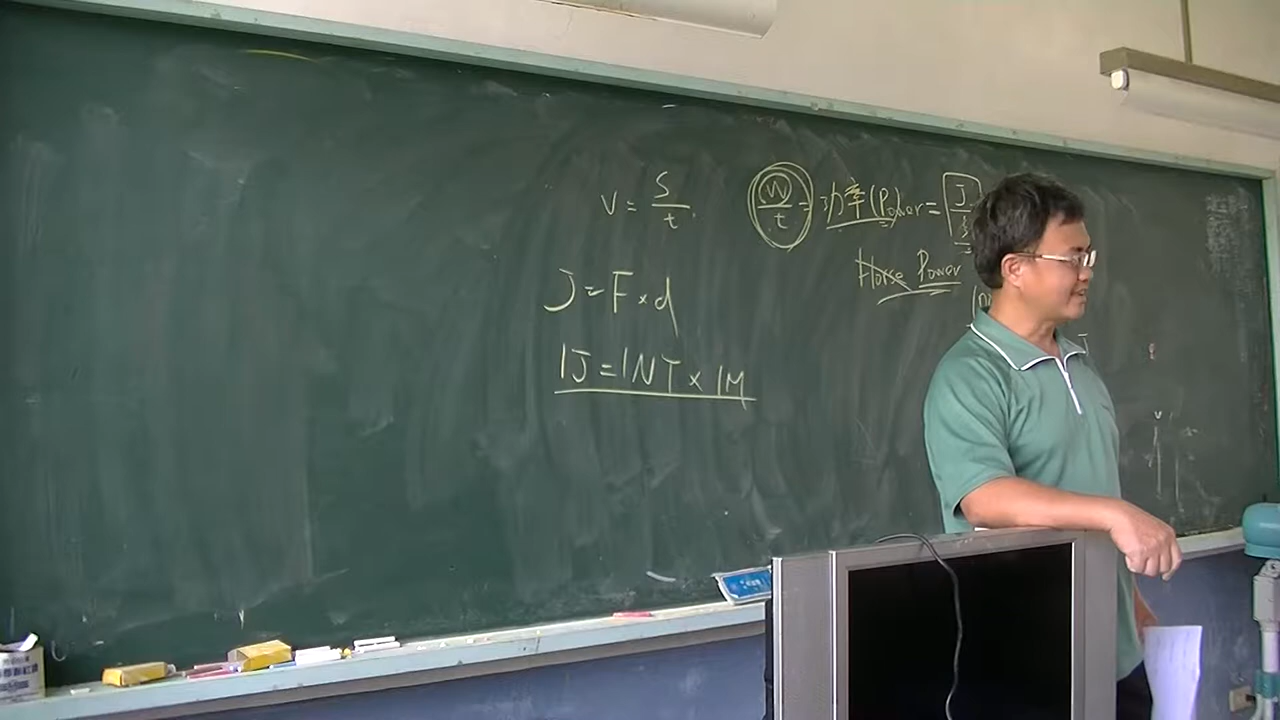 V = S/t
W/t = 功率(Power = J/s
Horse Power
J = F × d
1J = 1NT × 1M